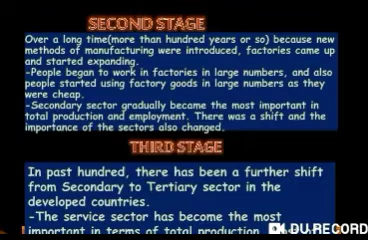 SECOND STAGE
Over a long time(more than hundred years or so) because new
methods of manufacturing were introduced, factories came up
and started expanding.
-People began to work in factories in large numbers, and also
people started using factory goods in large numbers as they
were cheap.
-Secondary sector gradually became the most important in
total production and employment. There was a shift and the
importance of the sectors also changed.
THIRD STAGE
In past hundred, there has been a further shift
from Secondary to Tertiary sector in the
developed countries.
-The service sector has become the most
important in terms of total production.
DU RECORD